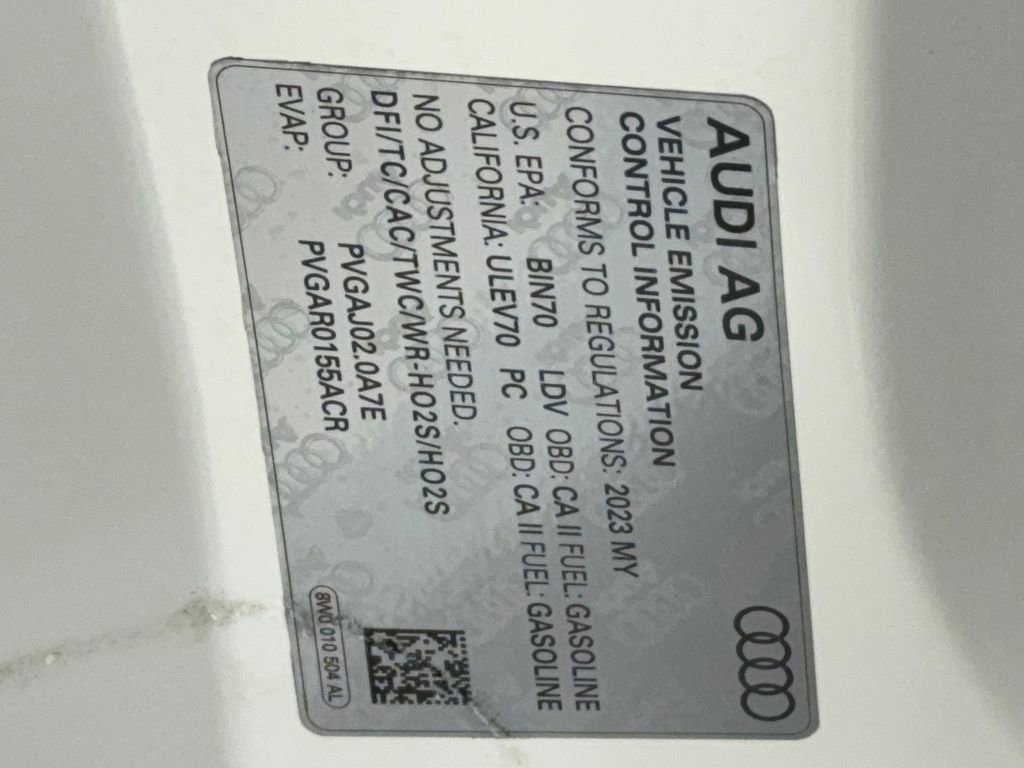 AUDI AG
VEHICLE EMISSION
CONTROL INFORMATION
CONFORMS TO REGULATIONS: 2023 MY
U.S. EPA: BIN70 LDV OBD: CA II FUEL: GASOLINE
CALIFORNIA: ULEV70 PC OBD: CA II FUEL: GASOLINE
NO ADJUSTMENTS NEEDED.
DFI/TC/CAC/TWC/WR-HO2S/HO2S
GROUP: PVGAJ02.0A7E
EVAP: PVGAR0155ACR
8W0 010 504 AL